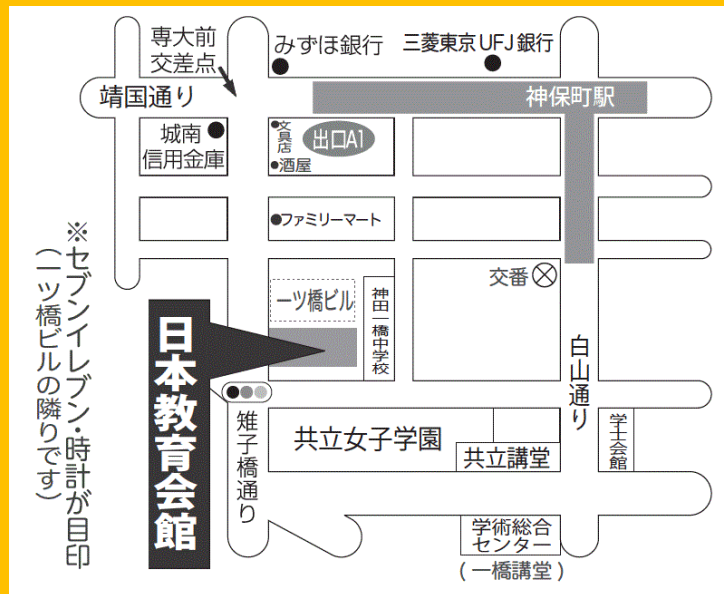 専大前
交差点
みずほ銀行
三菱東京UFJ銀行
靖国通り
神保町駅
城南
信用金庫
文具店
出口A1
酒屋
ファミリーマート
交番
一ツ橋ビル
神田一橋中学校
日本教育会館
※セブンイレブン・時計が目印
(一ツ橋ビルの隣りです)
白山通り
雉子橋通り
共立女子学園
共立講堂
学士会館
学術総合
センター
(一橋講堂)